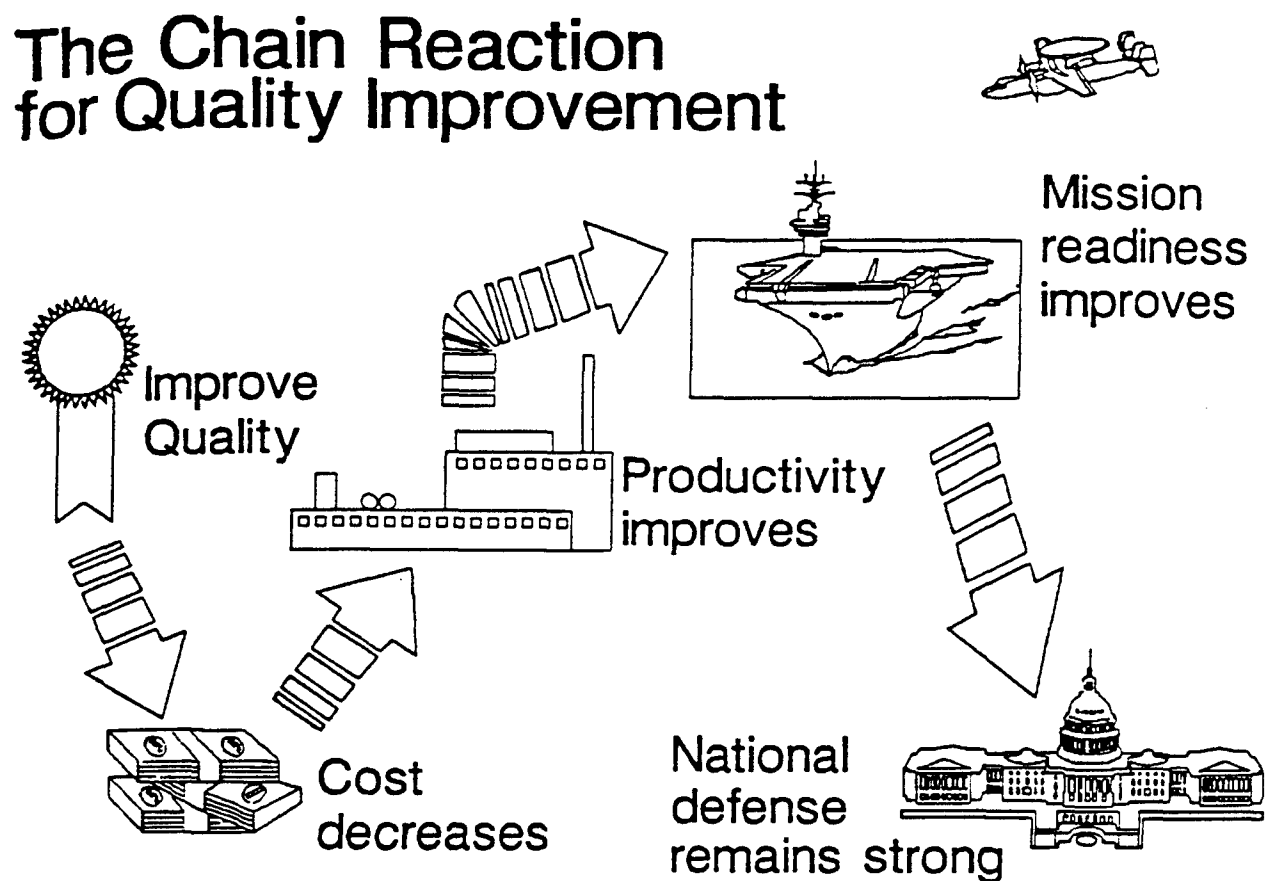 The Chain Reaction
for Quality Improvement
Improve
Quality
Cost
decreases
Productivity
improves
Mission
readiness
improves
National
defense
remains strong